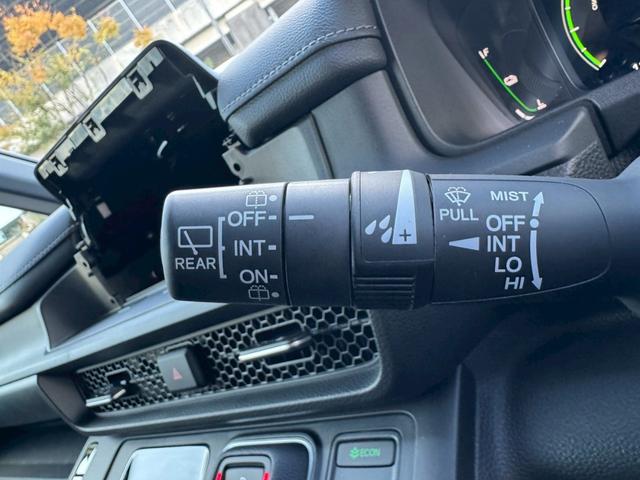 OFF
INT
REAR
ON
PULL
MIST
OFF
INT
LO
HI
F
ECON